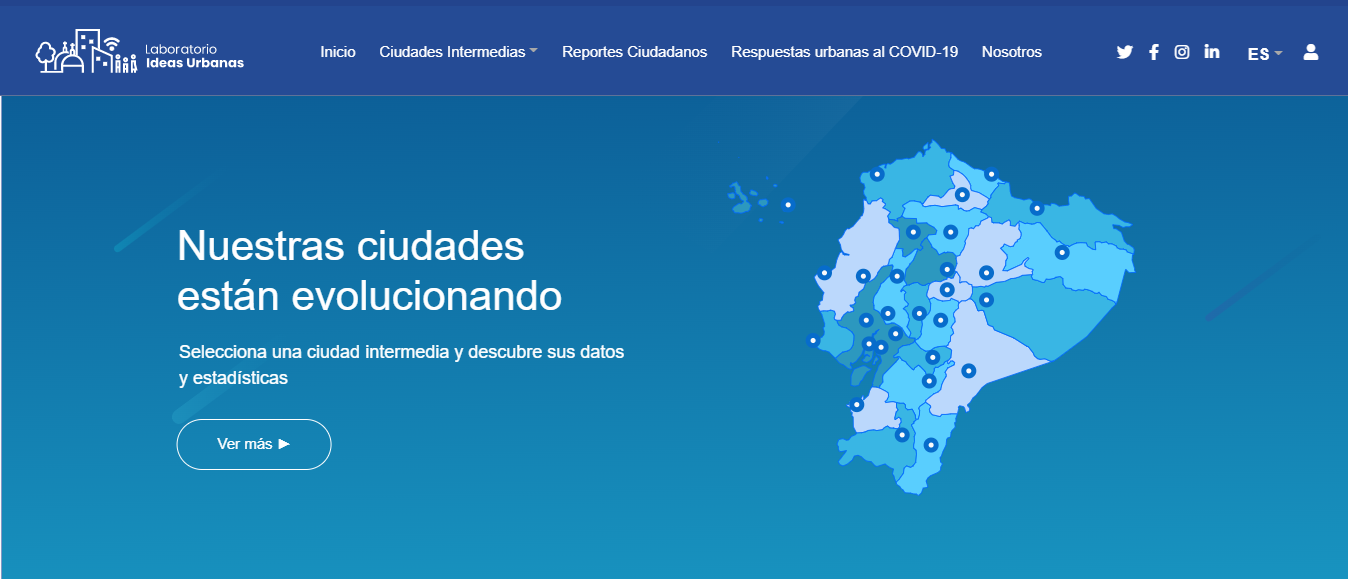 Laboratorio
Ideas Urbanas
Inicio
Ciudades Intermedias
Reportes Ciudadanos
Respuestas urbanas al COVID-19
Nosotros
ES
Nuestras ciudades
están evolucionando
Selecciona una ciudad intermedia y descubre sus datos
y estadísticas
Ver más